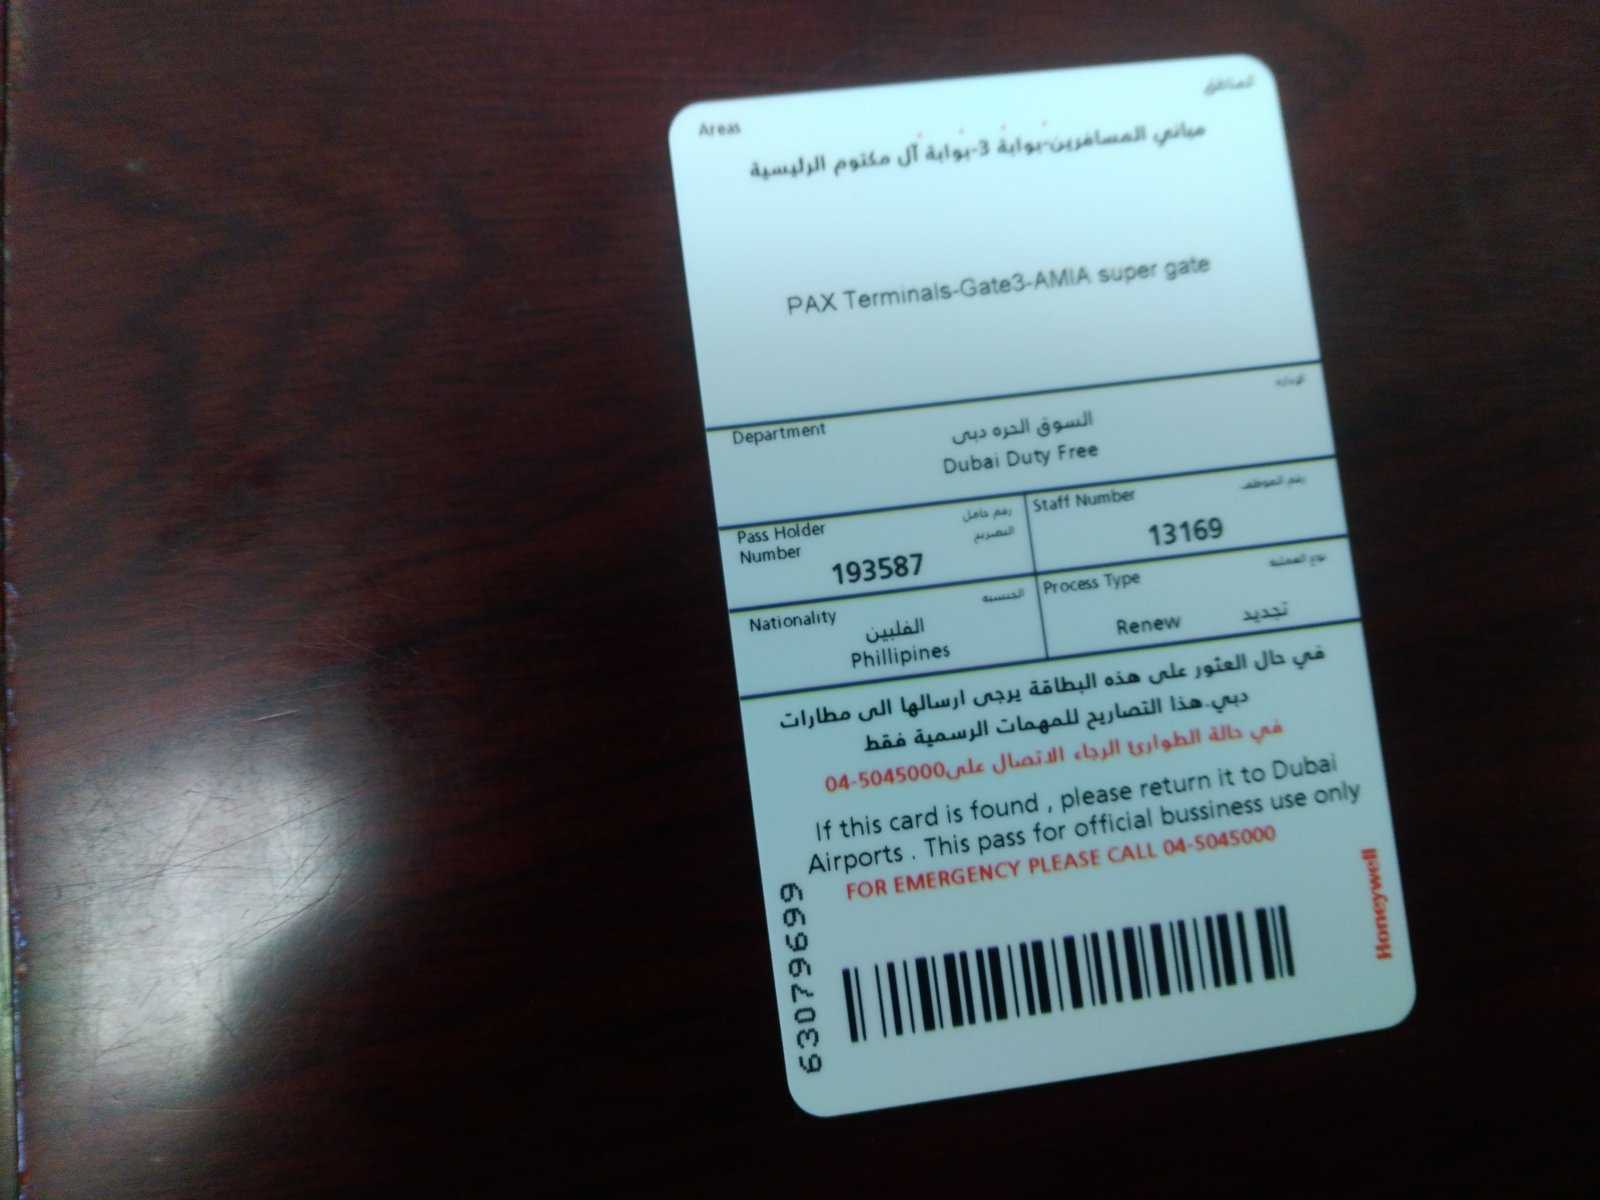 Areas
المناطق
مباني المسافرين-بوابة 3-بوابة آل مكتوم الرئيسية
PAX Terminals-Gate3-AMIA super gate
Department
السوق الحره دبى
Dubai Duty Free
Pass Holder
Number
رقم حامل
التصريح
193587
Staff Number
رقم الموظف
13169
Nationality
الجنسية
الفلبين
Phillipines
Process Type
نوع العملية
Renew
تجديد
في حال العثور على هذه البطاقة يرجى ارسالها الى مطارات
دبي.هذا التصاريح للمهمات الرسمية فقط
في حالة الطوارئ الرجاء الاتصال على04-5045000
If this card is found , please return it to Dubai
Airports . This pass for official bussiness use only
FOR EMERGENCY PLEASE CALL 04-5045000
63079699
Honeywell